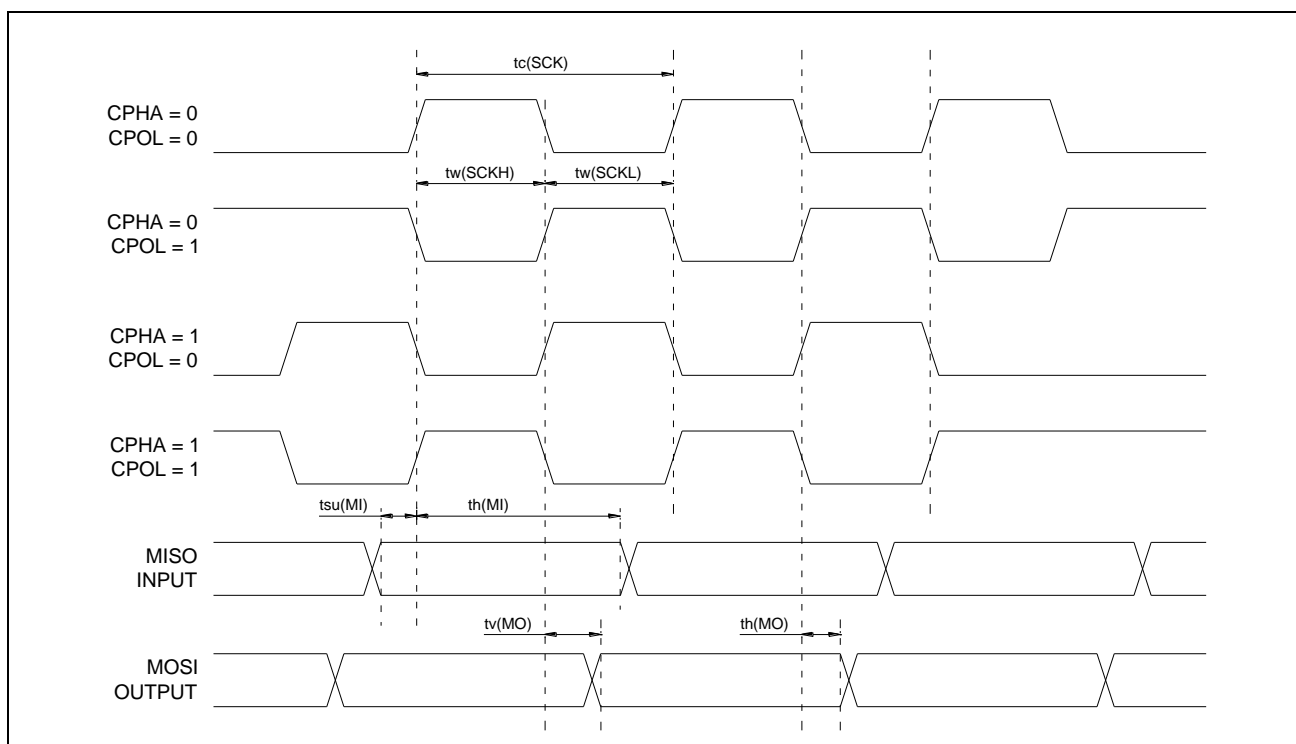 tc(SCK)
CPHA = 0
CPOL = 0
tw(SCKH)
tw(SCKL)
CPHA = 0
CPOL = 1
CPHA = 1
CPOL = 0
CPHA = 1
CPOL = 1
tsu(MI)
th(MI)
MISO
INPUT
tv(MO)
th(MO)
MOSI
OUTPUT